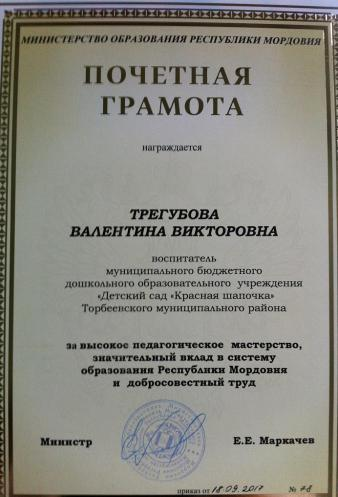 МИНИСТЕРСТВО ОБРАЗОВАНИЯ РЕСПУБЛИКИ МОРДОВИЯ
ПОЧЕТНАЯ
ГРАМОТА
награждается
ТРЕГУБОВА
ВАЛЕНТИНА ВИКТОРОВНА
воспитатель
муниципального бюджетного
дошкольного образовательного учреждения
«Детский сад «Красная шапочка»
Торбеевского муниципального района
за высокое педагогическое мастерство,
значительный вклад в систему
образования Республики Мордовия
и добросовестный труд
Министр Е.Е. Маркачев
приказ от 18.09.2017 № 78